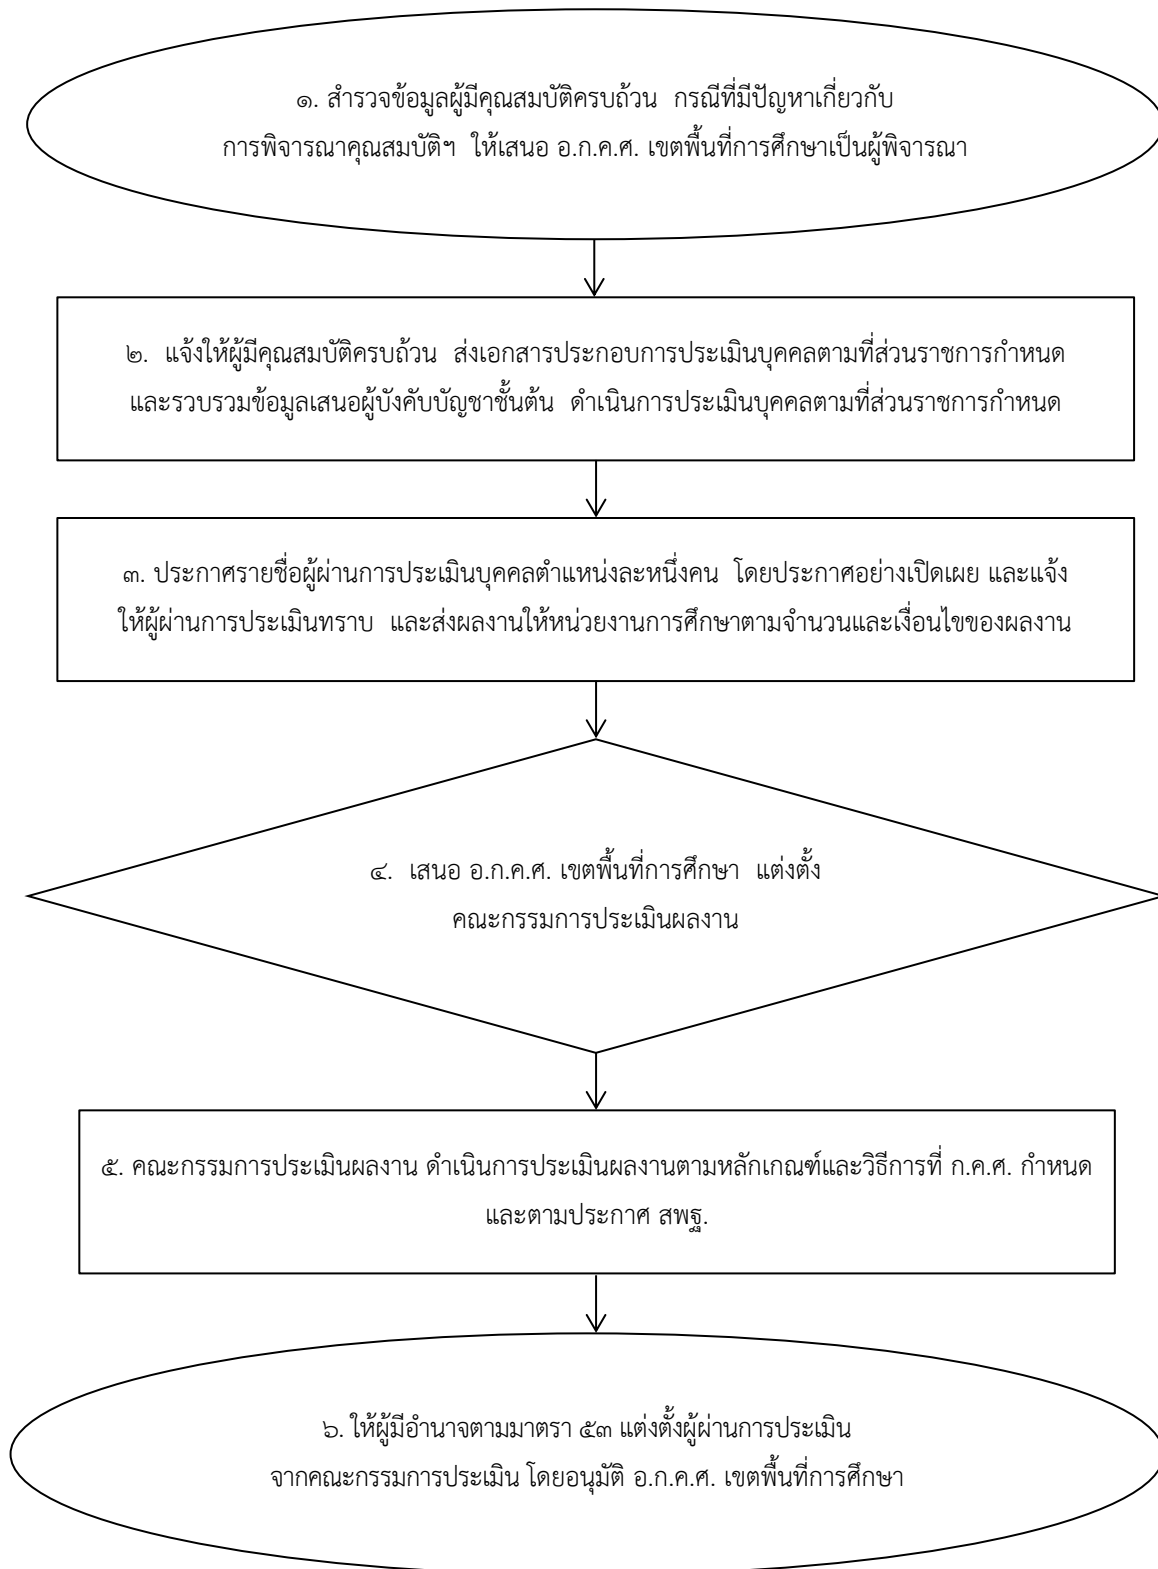 ๑. สำรวจข้อมูลผู้มีคุณสมบัติครบถ้วน  กรณีที่มีปัญหาเกี่ยวกับ
การพิจารณาคุณสมบัติฯ  ให้เสนอ อ.ก.ค.ศ. เขตพื้นที่การศึกษาเป็นผู้พิจารณา
๒.  แจ้งให้ผู้มีคุณสมบัติครบถ้วน  ส่งเอกสารประกอบการประเมินบุคคลตามที่ส่วนราชการกำหนด
และรวบรวมข้อมูลเสนอผู้บังคับบัญชาชั้นต้น  ดำเนินการประเมินบุคคลตามที่ส่วนราชการกำหนด
๓. ประกาศรายชื่อผู้ผ่านการประเมินบุคคลตำแหน่งละหนึ่งคน  โดยประกาศอย่างเปิดเผย และแจ้ง
ให้ผู้ผ่านการประเมินทราบ  และส่งผลงานให้หน่วยงานการศึกษาตามจำนวนและเงื่อนไขของผลงาน
๔.  เสนอ อ.ก.ค.ศ. เขตพื้นที่การศึกษา  แต่งตั้ง
คณะกรรมการประเมินผลงาน
๕. คณะกรรมการประเมินผลงาน ดำเนินการประเมินผลงานตามหลักเกณฑ์และวิธีการที่ ก.ค.ศ. กำหนด
และตามประกาศ สพฐ.
๖. ให้ผู้มีอำนาจตามมาตรา ๕๓ แต่งตั้งผู้ผ่านการประเมิน
จากคณะกรรมการประเมิน โดยอนุมัติ อ.ก.ค.ศ. เขตพื้นที่การศึกษา